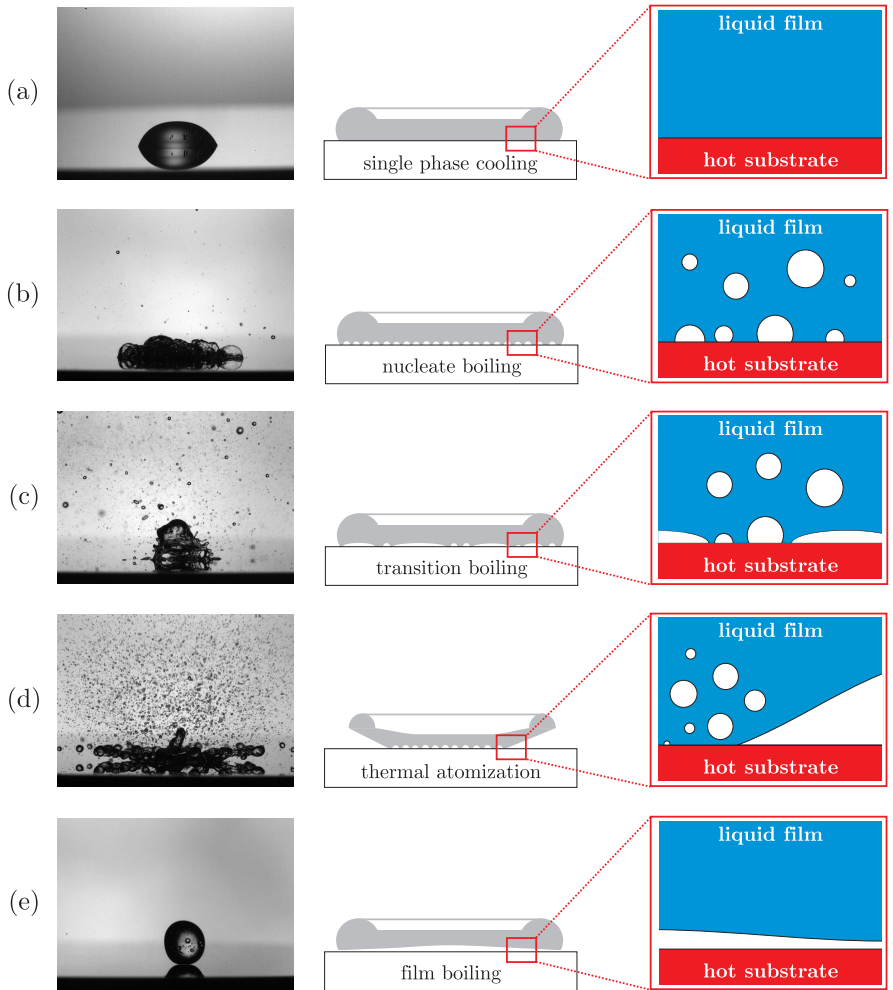 (a)
single phase cooling
liquid film
hot substrate
(b)
nucleate boiling
liquid film
hot substrate
(c)
transition boiling
liquid film
hot substrate
(d)
thermal atomization
liquid film
hot substrate
(e)
film boiling
liquid film
hot substrate